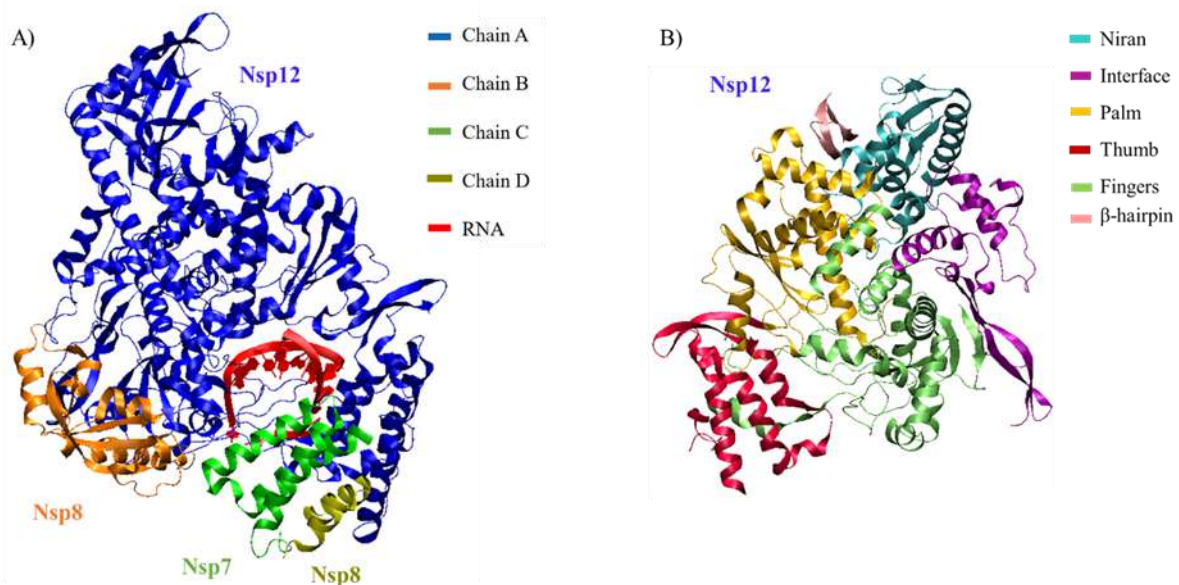 A)
Nsp12
Chain A
Chain B
Chain C
Chain D
RNA
Nsp8
Nsp7
Nsp8
B)
Nsp12
Niran
Interface
Palm
Thumb
Fingers
β-hairpin